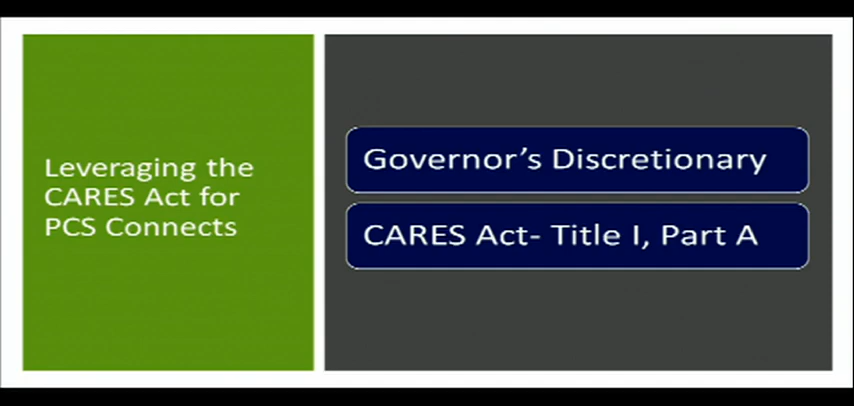 Leveraging the
CARES Act for
PCS Connects
Governor's Discretionary
CARES Act- Title I, Part A